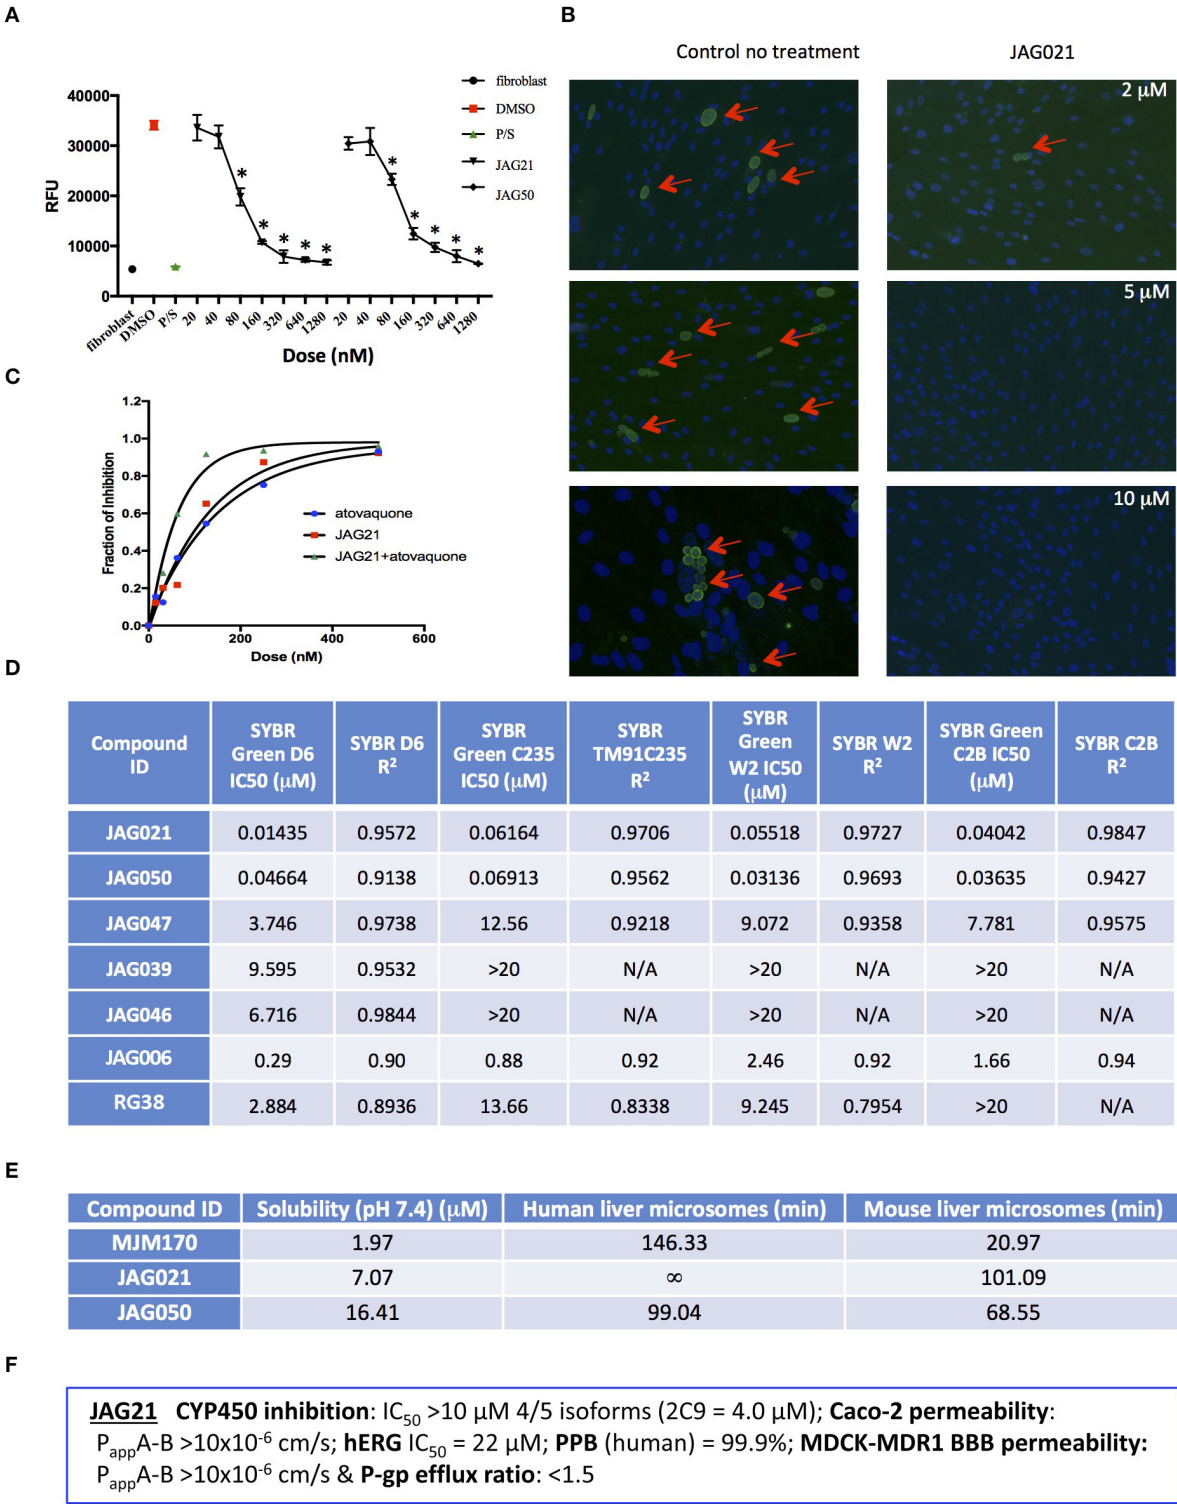 A
RFU
40000
30000
20000
10000
0
fibroblast
DMSO
P/S
20
40
80
160
320
640
1280
20
40
80
160
320
640
1280
Dose (nM)
fibroblast
DMSO
P/S
JAG21
JAG50
* * * * *
* * * * *
B
Control no treatment JAG021
2 µM
5 µM
10 µM
C
Fraction of Inhibition
1.2
1.0
0.8
0.6
0.4
0.2
0.0
0 200 400 600
Dose (nM)
atovaquone
JAG21
JAG21+atovaquone
D
Compound ID | SYBR Green D6 IC50 (µM) | SYBR D6 R² | SYBR Green C235 IC50 (µM) | SYBR TM91C235 R² | SYBR Green W2 IC50 (µM) | SYBR W2 R² | SYBR Green C2B IC50 (µM) | SYBR C2B R²
JAG021 0.01435 0.9572 0.06164 0.9706 0.05518 0.9727 0.04042 0.9847
JAG050 0.04664 0.9138 0.06913 0.9562 0.03136 0.9693 0.03635 0.9427
JAG047 3.746 0.9738 12.56 0.9218 9.072 0.9358 7.781 0.9575
JAG039 9.595 0.9532 >20 N/A >20 N/A >20 N/A
JAG046 6.716 0.9844 >20 N/A >20 N/A >20 N/A
JAG006 0.29 0.90 0.88 0.92 2.46 0.92 1.66 0.94
RG38 2.884 0.8936 13.66 0.8338 9.245 0.7954 >20 N/A
E
Compound ID Solubility (pH 7.4) (µM) Human liver microsomes (min) Mouse liver microsomes (min)
MJM170 1.97 146.33 20.97
JAG021 7.07 ∞ 101.09
JAG050 16.41 99.04 68.55
F
JAG21 CYP450 inhibition: IC₅₀ >10 µM 4/5 isoforms (2C9 = 4.0 µM); Caco-2 permeability:
PappA-B >10x10⁻⁶ cm/s; hERG IC₅₀ = 22 µM; PPB (human) = 99.9%; MDCK-MDR1 BBB permeability:
PappA-B >10x10⁻⁶ cm/s & P-gp efflux ratio: <1.5